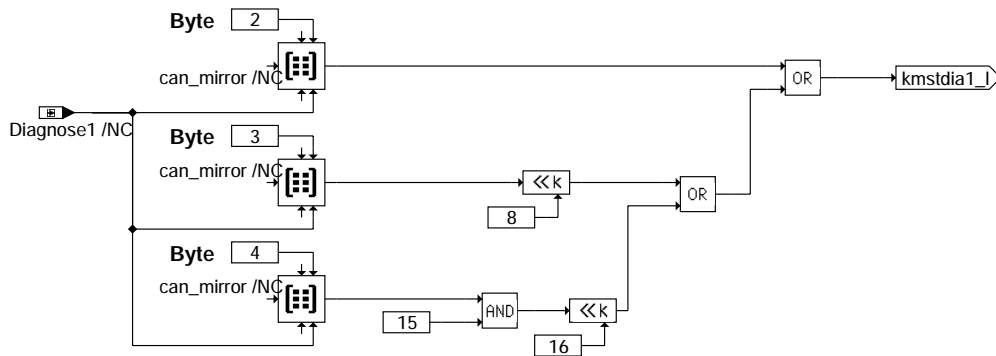 Byte 2
can_mirror /NC
OR
kmstdia1_l
Diagnose1 /NC
Byte 3
can_mirror /NC
<<k
OR
8
Byte 4
can_mirror /NC
15
AND
<<k
16